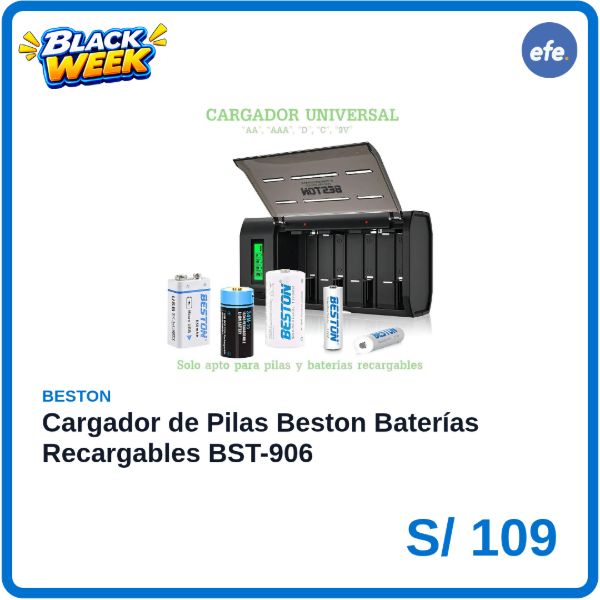 BLACK
WEEK
efe.
CARGADOR UNIVERSAL
"AA", "AAA", "D", "C", "9V"
BESTON
BESTON
BESTON
BESTON
Solo apto para pilas y baterias recargables
BESTON
Cargador de Pilas Beston Baterías
Recargables BST-906
S/ 109